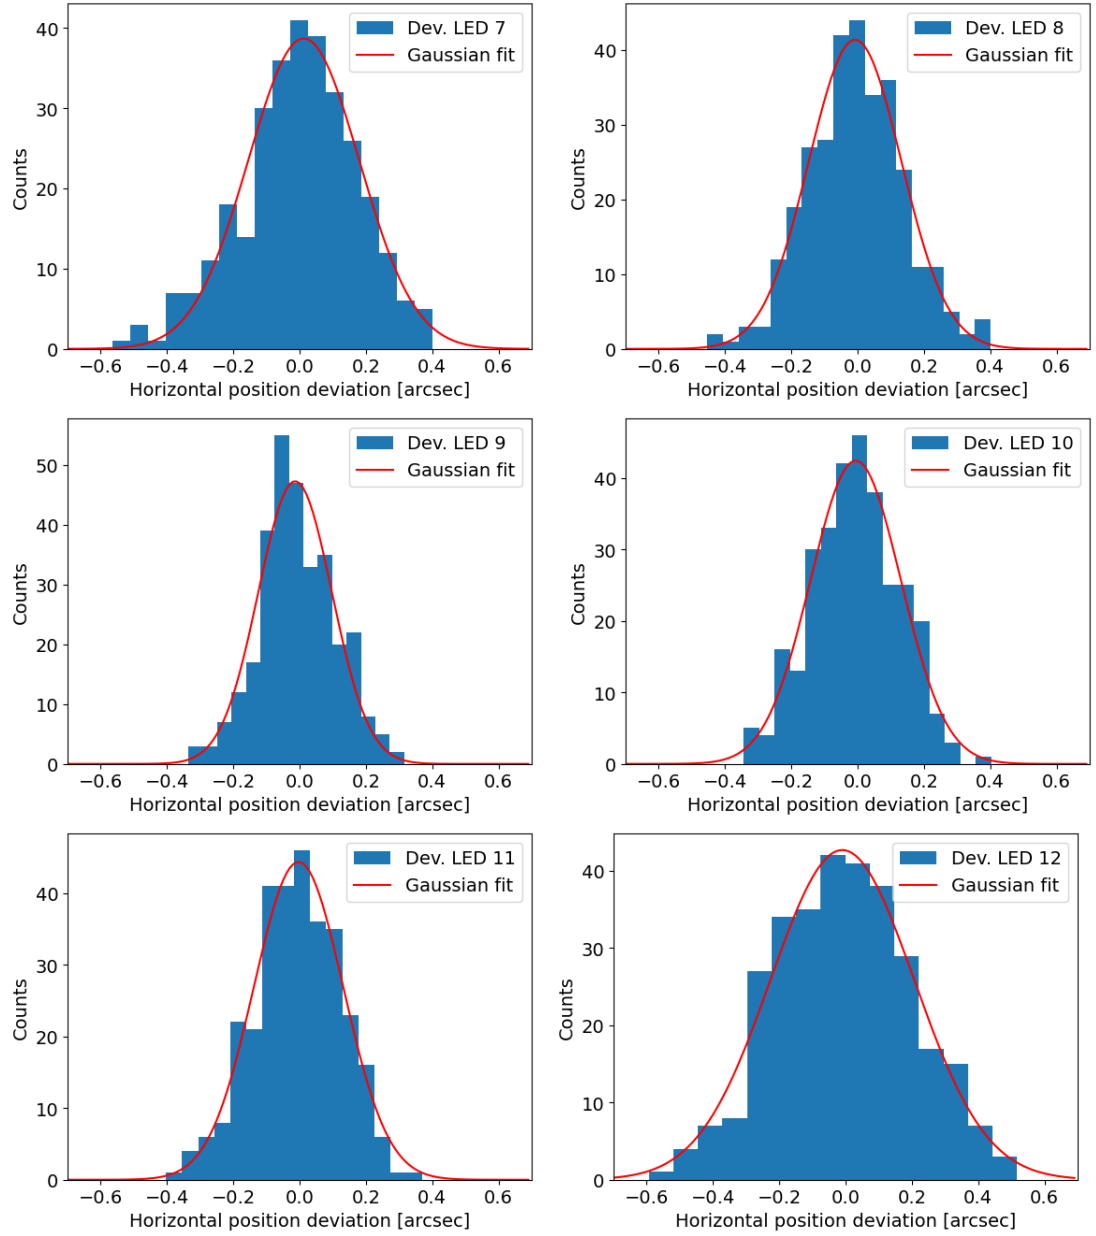 Dev. LED 7
Gaussian fit
40
30
20
10
0
Counts
−0.6 −0.4 −0.2 0.0 0.2 0.4 0.6
Horizontal position deviation [arcsec]
Dev. LED 8
Gaussian fit
40
30
20
10
0
Counts
−0.6 −0.4 −0.2 0.0 0.2 0.4 0.6
Horizontal position deviation [arcsec]
Dev. LED 9
Gaussian fit
50
40
30
20
10
0
Counts
−0.6 −0.4 −0.2 0.0 0.2 0.4 0.6
Horizontal position deviation [arcsec]
Dev. LED 10
Gaussian fit
40
30
20
10
0
Counts
−0.6 −0.4 −0.2 0.0 0.2 0.4 0.6
Horizontal position deviation [arcsec]
Dev. LED 11
Gaussian fit
40
30
20
10
0
Counts
−0.6 −0.4 −0.2 0.0 0.2 0.4 0.6
Horizontal position deviation [arcsec]
Dev. LED 12
Gaussian fit
40
30
20
10
0
Counts
−0.6 −0.4 −0.2 0.0 0.2 0.4 0.6
Horizontal position deviation [arcsec]